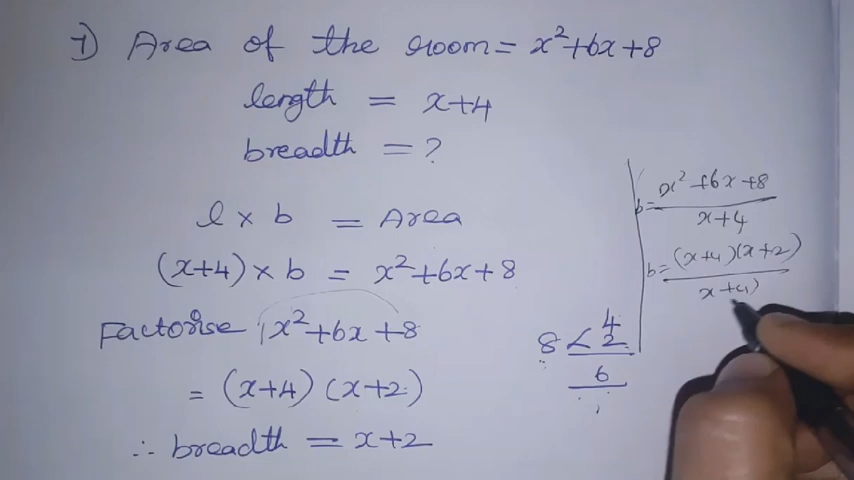 7) Area of the room = x²+6x+8
length = x+4
breadth = ?
l × b = Area
(x+4) × b = x²+6x+8
Factorise x²+6x+8
= (x+4) (x+2)
∴ breadth = x+2
8 < 4
2
6
b = x²+6x+8
x+4
b = (x+4)(x+2)
x+4)